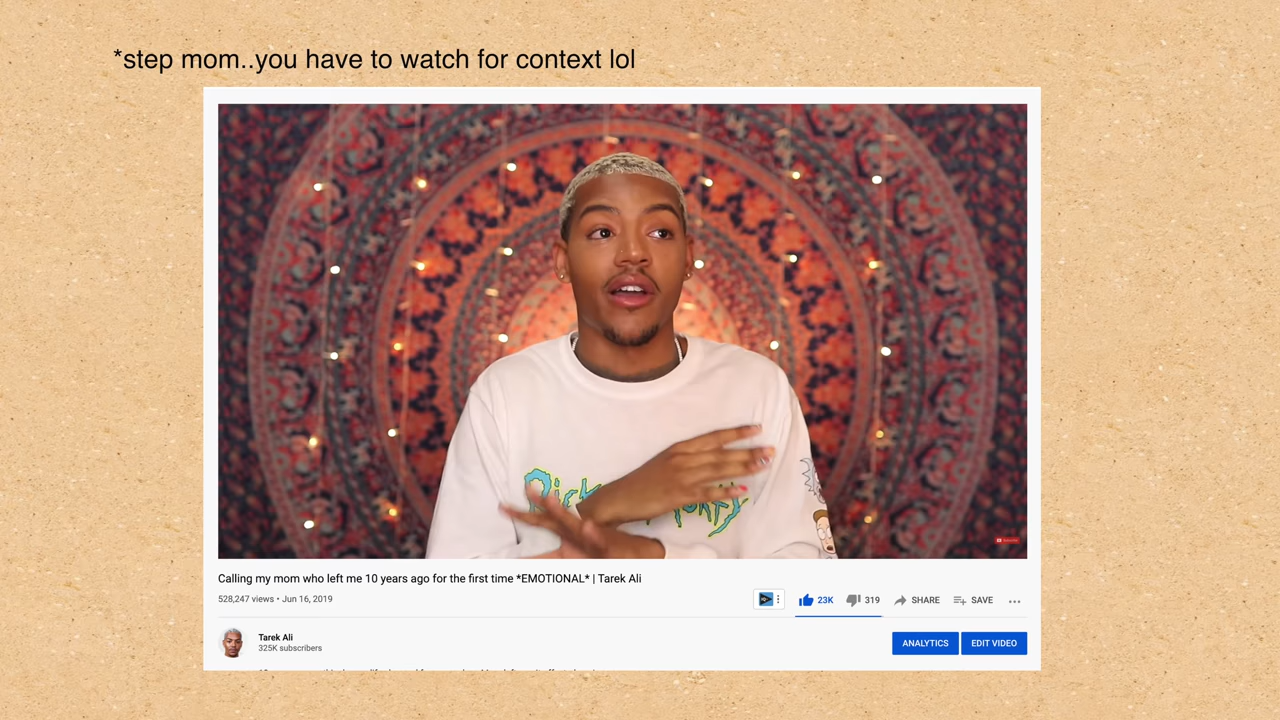 *step mom..you have to watch for context lol
Rick Morty
Calling my mom who left me 10 years ago for the first time *EMOTIONAL* | Tarek Ali
528,247 views • Jun 16, 2019
23K
319
SHARE
SAVE
Tarek Ali
325K subscribers
ANALYTICS
EDIT VIDEO